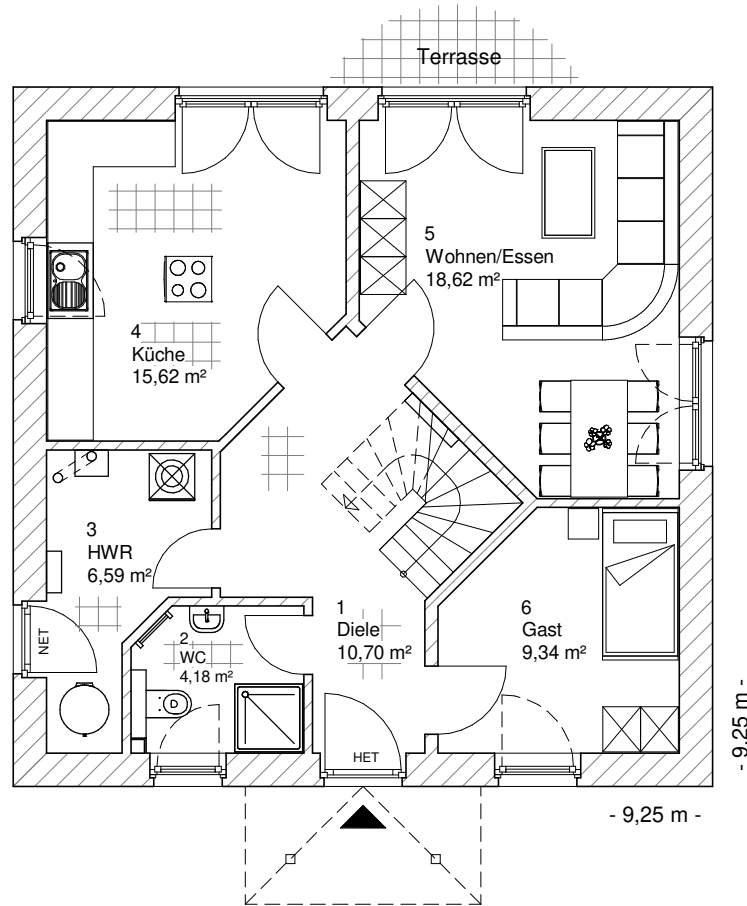 Terrasse
5
Wohnen/Essen
18,62 m²
4
Küche
15,62 m²
3
HWR
6,59 m²
NET
2
WC
4,18 m²
1
Diele
10,70 m²
HET
6
Gast
9,34 m²
- 9,25 m -
- 9,25 m -